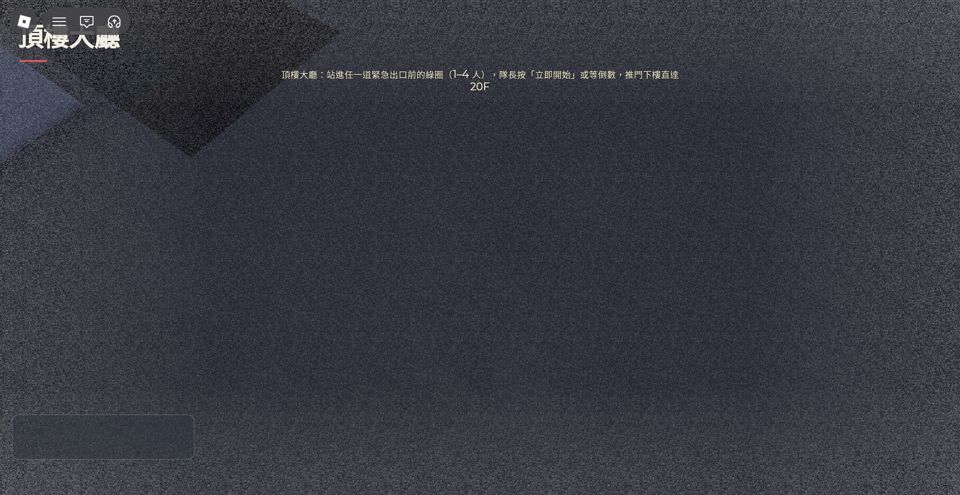 頂樓大廳
頂樓大廳：站進任一道緊急出口前的綠圈（1–4 人），隊長按「立即開始」或等倒數，推門下樓直達
20F